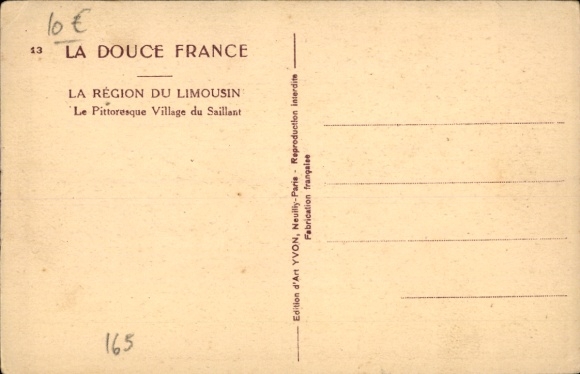 10 €
13 LA DOUCE FRANCE
LA RÉGION DU LIMOUSIN
Le Pittoresque Village du Saillant
Edition d'Art YVON, Neuilly-Paris - Reproduction interdite
Fabrication française
165